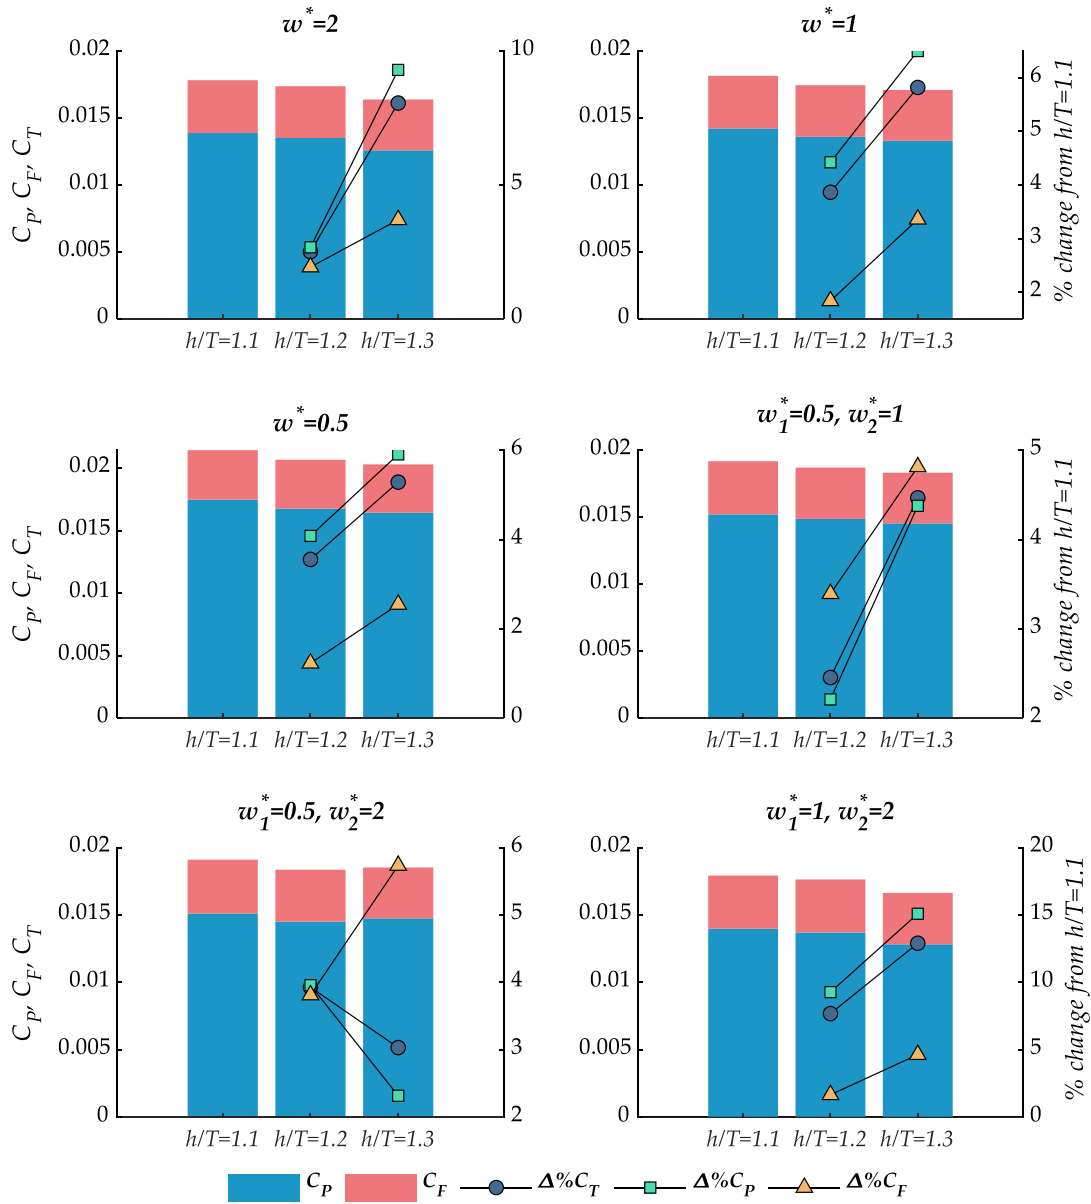 w*=2
0.02
0.015
0.01
0.005
0
10
5
0
C_P, C_F, C_T
h/T=1.1 h/T=1.2 h/T=1.3
w*=1
0.02
0.015
0.01
0.005
0
6
5
4
3
2
% change from h/T=1.1
h/T=1.1 h/T=1.2 h/T=1.3
w*=0.5
0.02
0.015
0.01
0.005
0
6
4
2
0
C_P, C_F, C_T
h/T=1.1 h/T=1.2 h/T=1.3
w_1^*=0.5, w_2^*=1
0.02
0.015
0.01
0.005
0
5
4
3
2
% change from h/T=1.1
h/T=1.1 h/T=1.2 h/T=1.3
w_1^*=0.5, w_2^*=2
0.02
0.015
0.01
0.005
0
6
5
4
3
2
C_P, C_F, C_T
h/T=1.1 h/T=1.2 h/T=1.3
w_1^*=1, w_2^*=2
0.02
0.015
0.01
0.005
0
20
15
10
5
0
% change from h/T=1.1
h/T=1.1 h/T=1.2 h/T=1.3
C_P C_F Δ%C_T Δ%C_P Δ%C_F